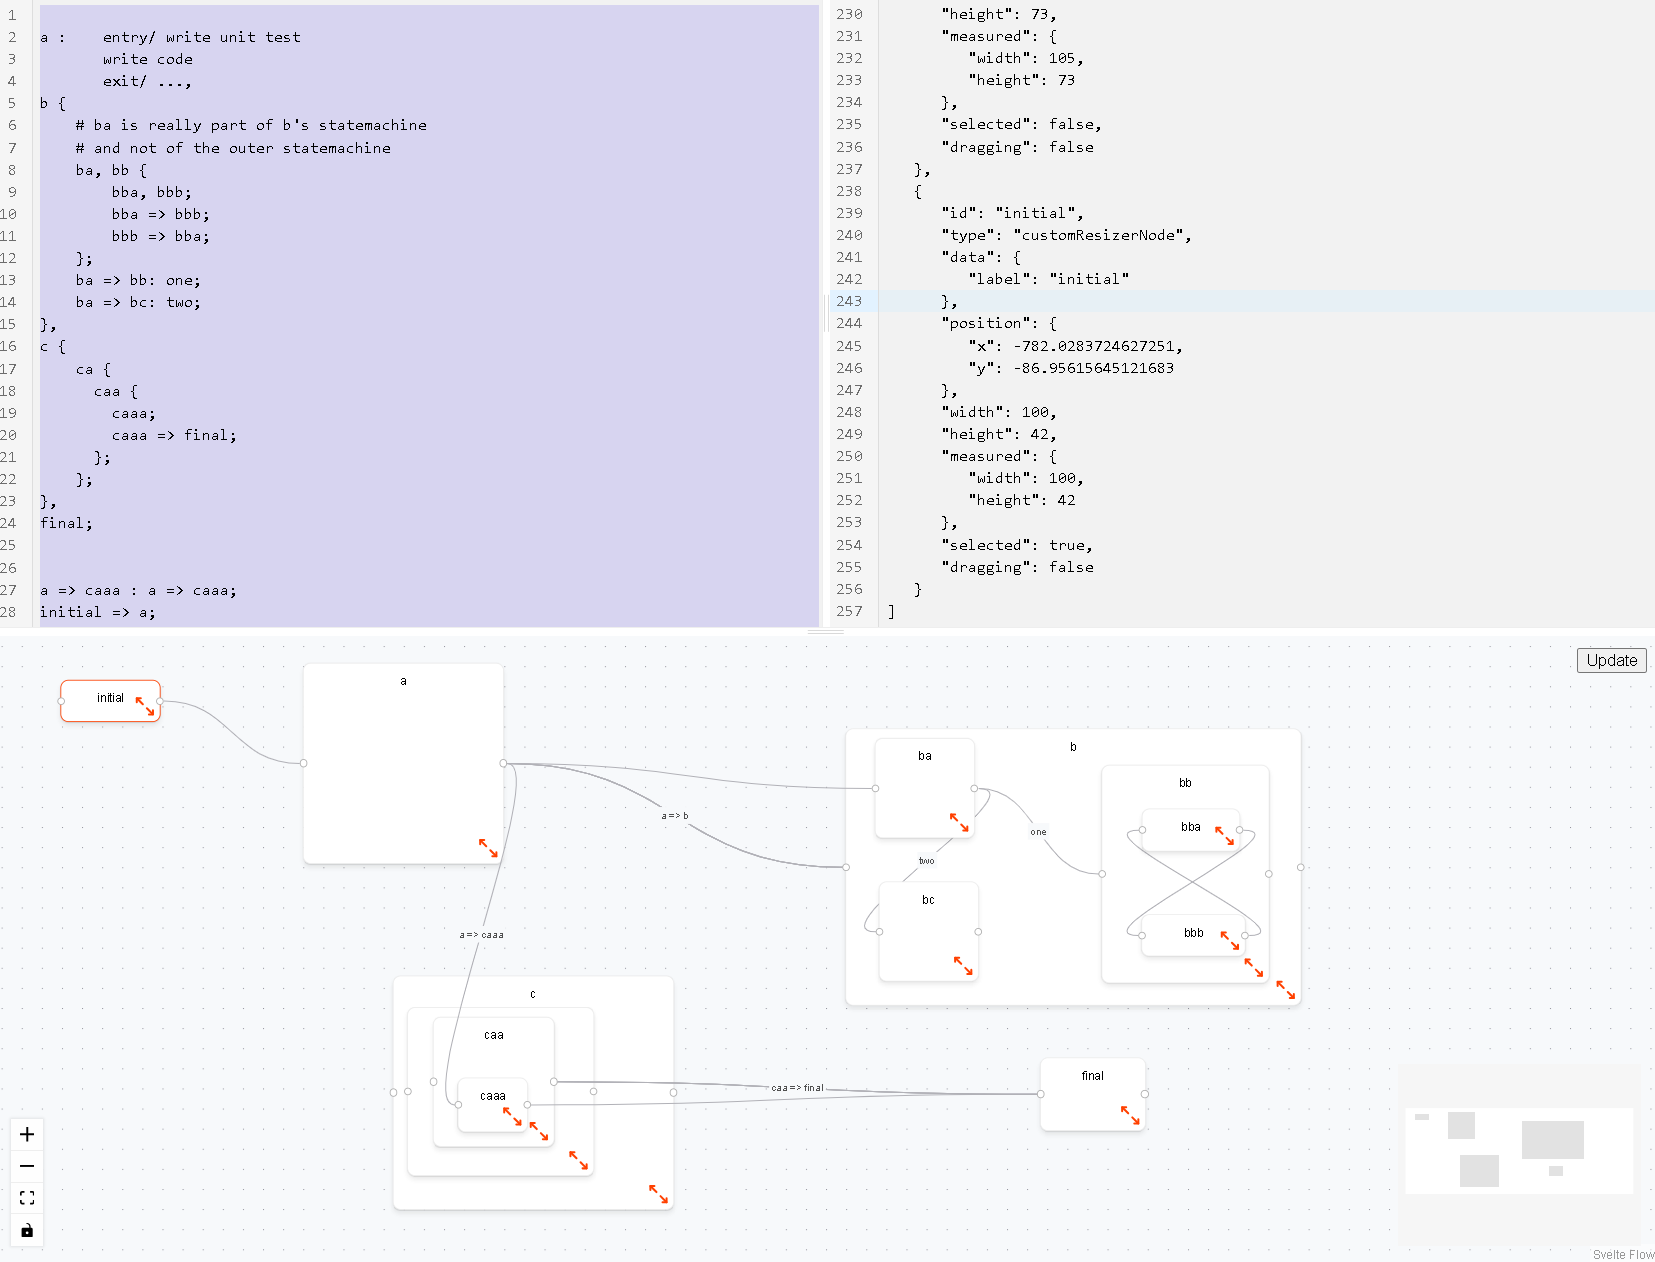 1
2 a :    entry/ write unit test
3        write code
4        exit/ ...,
5 b {
6     # ba is really part of b's statemachine
7     # and not of the outer statemachine
8     ba, bb {
9         bba, bbb;
10         bba => bbb;
11         bbb => bba;
12     };
13     ba => bb: one;
14     ba => bc: two;
15 },
16 c {
17     ca {
18       caa {
19         caaa;
20         caaa => final;
21       };
22     };
23 },
24 final;
25
26
27 a => caaa : a => caaa;
28 initial => a;
230       "height": 73,
231       "measured": {
232          "width": 105,
233          "height": 73
234       },
235       "selected": false,
236       "dragging": false
237    },
238    {
239       "id": "initial",
240       "type": "customResizerNode",
241       "data": {
242          "label": "initial"
243       },
244       "position": {
245          "x": -782.0283724627251,
246          "y": -86.95615645121683
247       },
248       "width": 100,
249       "height": 42,
250       "measured": {
251          "width": 100,
252          "height": 42
253       },
254       "selected": true,
255       "dragging": false
256    }
257 ]
Update
initial
a
b
ba
bb
bba
a => b
one
two
bc
bbb
a => caaa
c
caa
caaa
caa => final
final
Svelte Flow